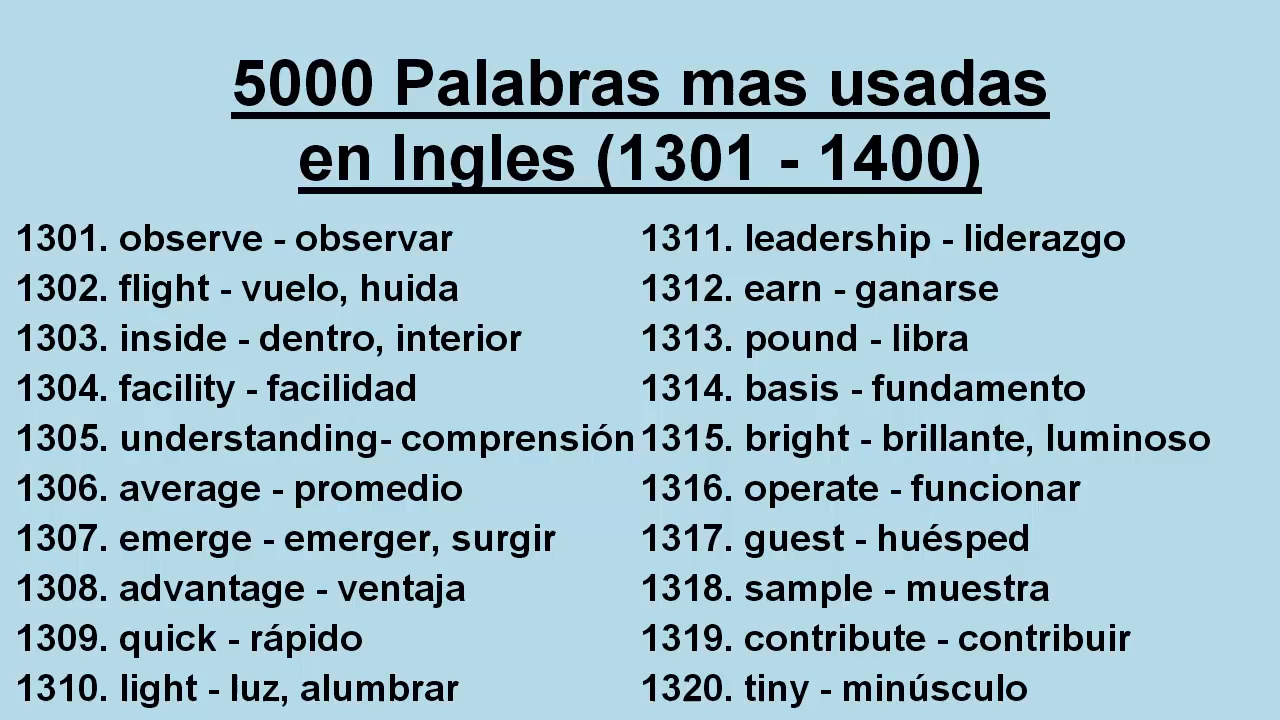 5000 Palabras mas usadas
en Ingles (1301 - 1400)
1301. observe - observar
1302. flight - vuelo, huida
1303. inside - dentro, interior
1304. facility - facilidad
1305. understanding- comprensión
1306. average - promedio
1307. emerge - emerger, surgir
1308. advantage - ventaja
1309. quick - rápido
1310. light - luz, alumbrar
1311. leadership - liderazgo
1312. earn - ganarse
1313. pound - libra
1314. basis - fundamento
1315. bright - brillante, luminoso
1316. operate - funcionar
1317. guest - huésped
1318. sample - muestra
1319. contribute - contribuir
1320. tiny - minúsculo